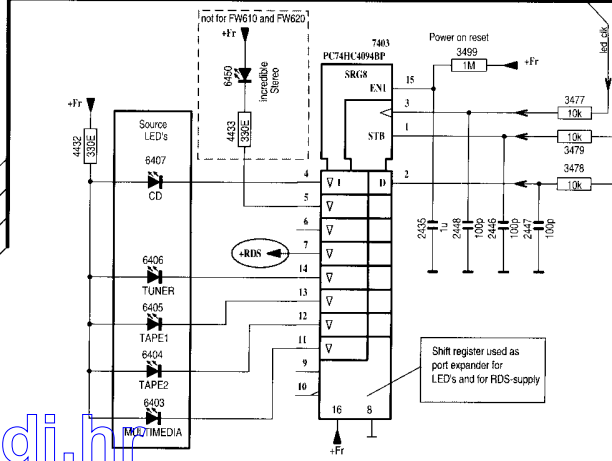 not for FW610 and FW620
+Fr
6450
incredible
Stereo
4433
330E
7403
PC74HC4094BP
SRG8
EN1
STB
1
D
Power on reset
3499
1M
+Fr
led_clk
15
3
1
2
3477
10k
10k
3479
3478
10k
2435
1u
2448
100p
2446
100p
2447
100p
+Fr
4432
330E
Source
LED's
6407
CD
6406
TUNER
6405
TAPE1
6404
TAPE2
6403
MULTIMEDIA
4
5
6
7
14
13
12
11
9
10
+RDS
16
8
+Fr
Shift register used as
port expander for
LED's and for RDS-supply
di.hr